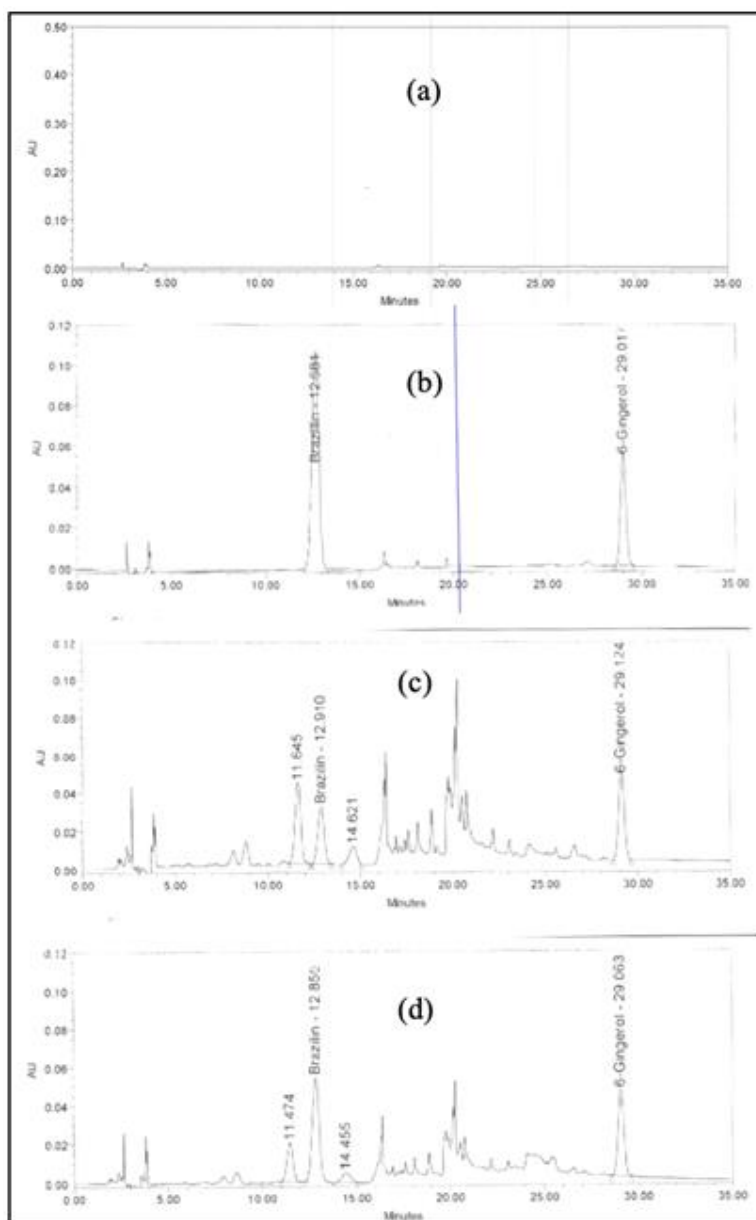 0.50
(a)
0.40
0.30
AU
0.20
0.10
0.00
0.00 5.00 10.00 15.00 20.00 25.00 30.00 35.00
Minutes
0.12
(b)
0.10
Brazilin - 12.684
6-Gingerol - 29.017
0.08
AU
0.06
0.04
0.02
0.00
0.00 5.00 10.00 15.00 20.00 25.00 30.00 35.00
Minutes
0.12
(c)
0.10
11.645
Brazilin - 12.910
14.621
6-Gingerol - 29.124
0.08
AU
0.06
0.04
0.02
0.00
0.00 5.00 10.00 15.00 20.00 25.00 30.00 35.00
Minutes
0.12
(d)
0.10
11.474
Brazilin - 12.850
14.455
6-Gingerol - 29.063
0.08
AU
0.06
0.04
0.02
0.00
0.00 5.00 10.00 15.00 20.00 25.00 30.00 35.00
Minutes